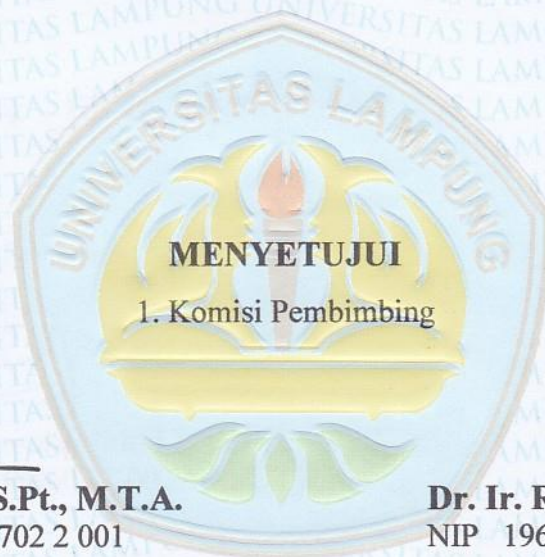 UNIVERSITAS LAMPUNG
MENYETUJUI
1. Komisi Pembimbing
S.Pt., M.T.A.
702 2 001
Dr. Ir. R
NIP 196